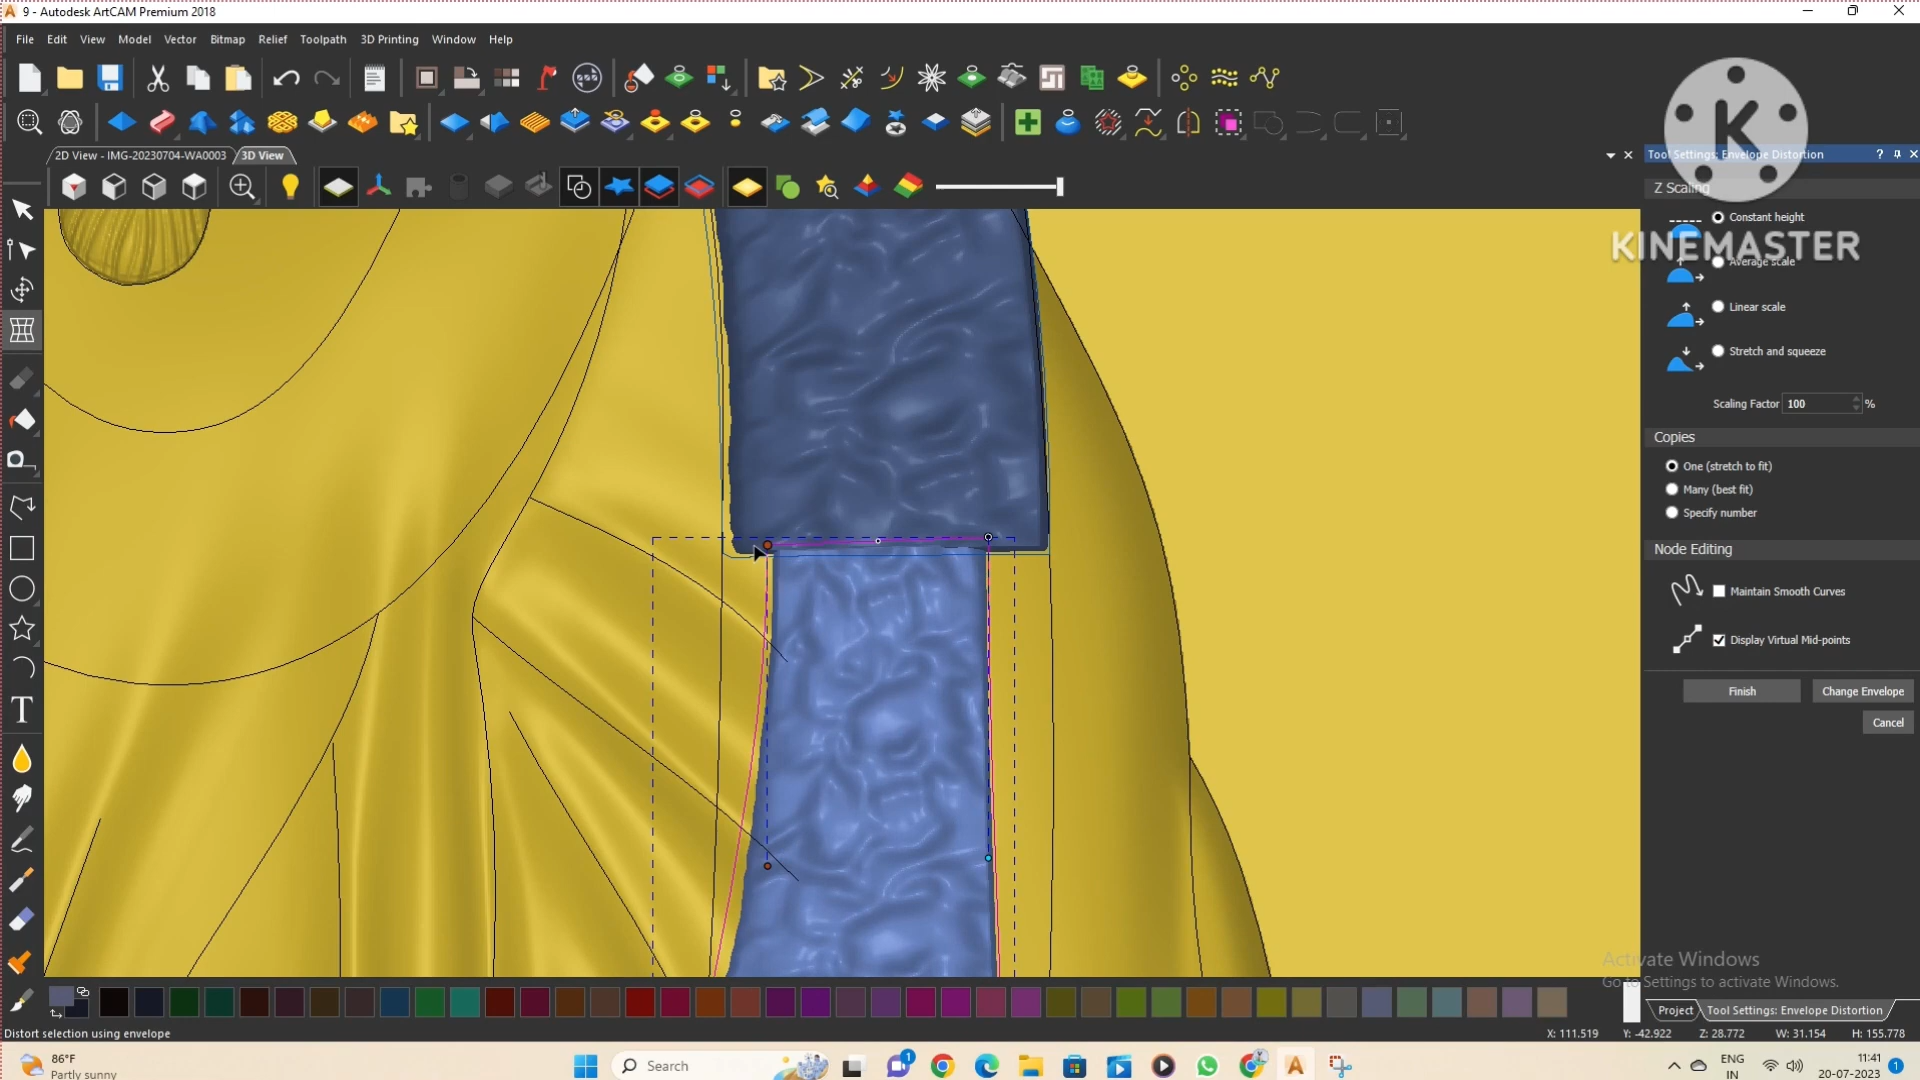 9 - Autodesk ArtCAM Premium 2018
File Edit View Model Vector Bitmap Relief Toolpath 3D Printing Window Help
2D View - IMG-20230704-WA0003 3D View
Tool Settings: Envelope Distortion
Z Scaling
Constant height
KINEMASTER
Average scale
Linear scale
Stretch and squeeze
Scaling Factor 100 %
Copies
One (stretch to fit)
Many (best fit)
Specify number
Node Editing
Maintain Smooth Curves
Display Virtual Mid-points
Finish Change Envelope
Cancel
Activate Windows
Go to Settings to activate Windows.
Project Tool Settings: Envelope Distortion
Distort selection using envelope X: 111.519 Y: -42.922 Z: 28.772 W: 31.154 H: 155.778
86°F
Partly sunny
Search
1
ENG
IN
11:41
20-07-2023
1
K
T